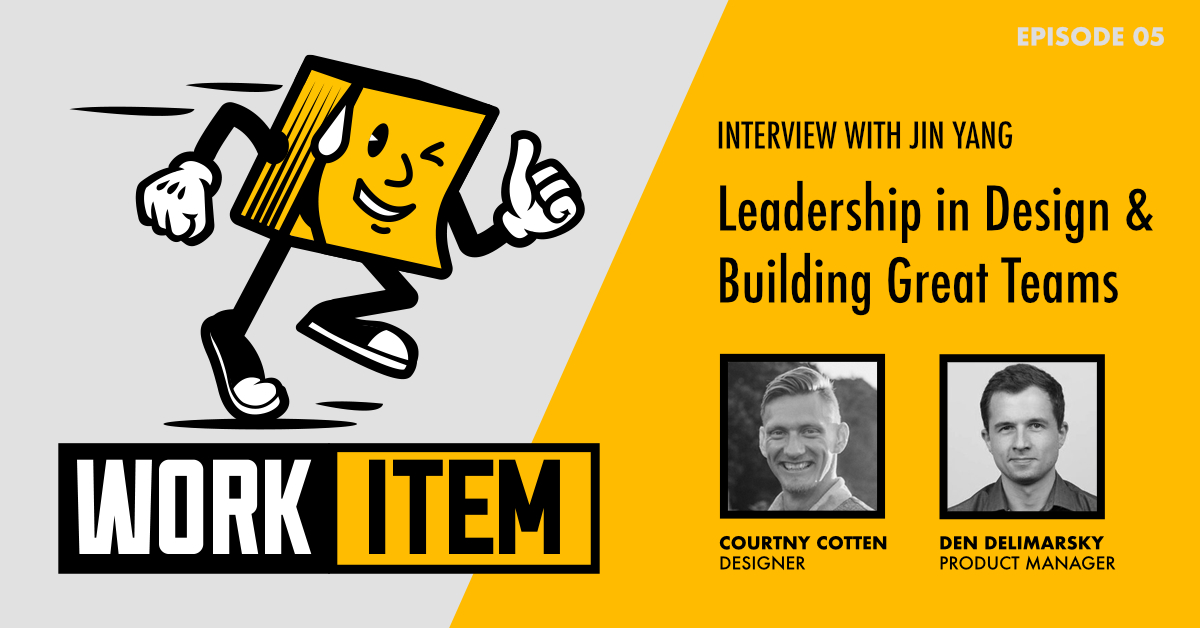 EPISODE 05
INTERVIEW WITH JIN YANG
Leadership in Design &
Building Great Teams
WORK ITEM
COURTNY COTTEN
DESIGNER
DEN DELIMARSKY
PRODUCT MANAGER